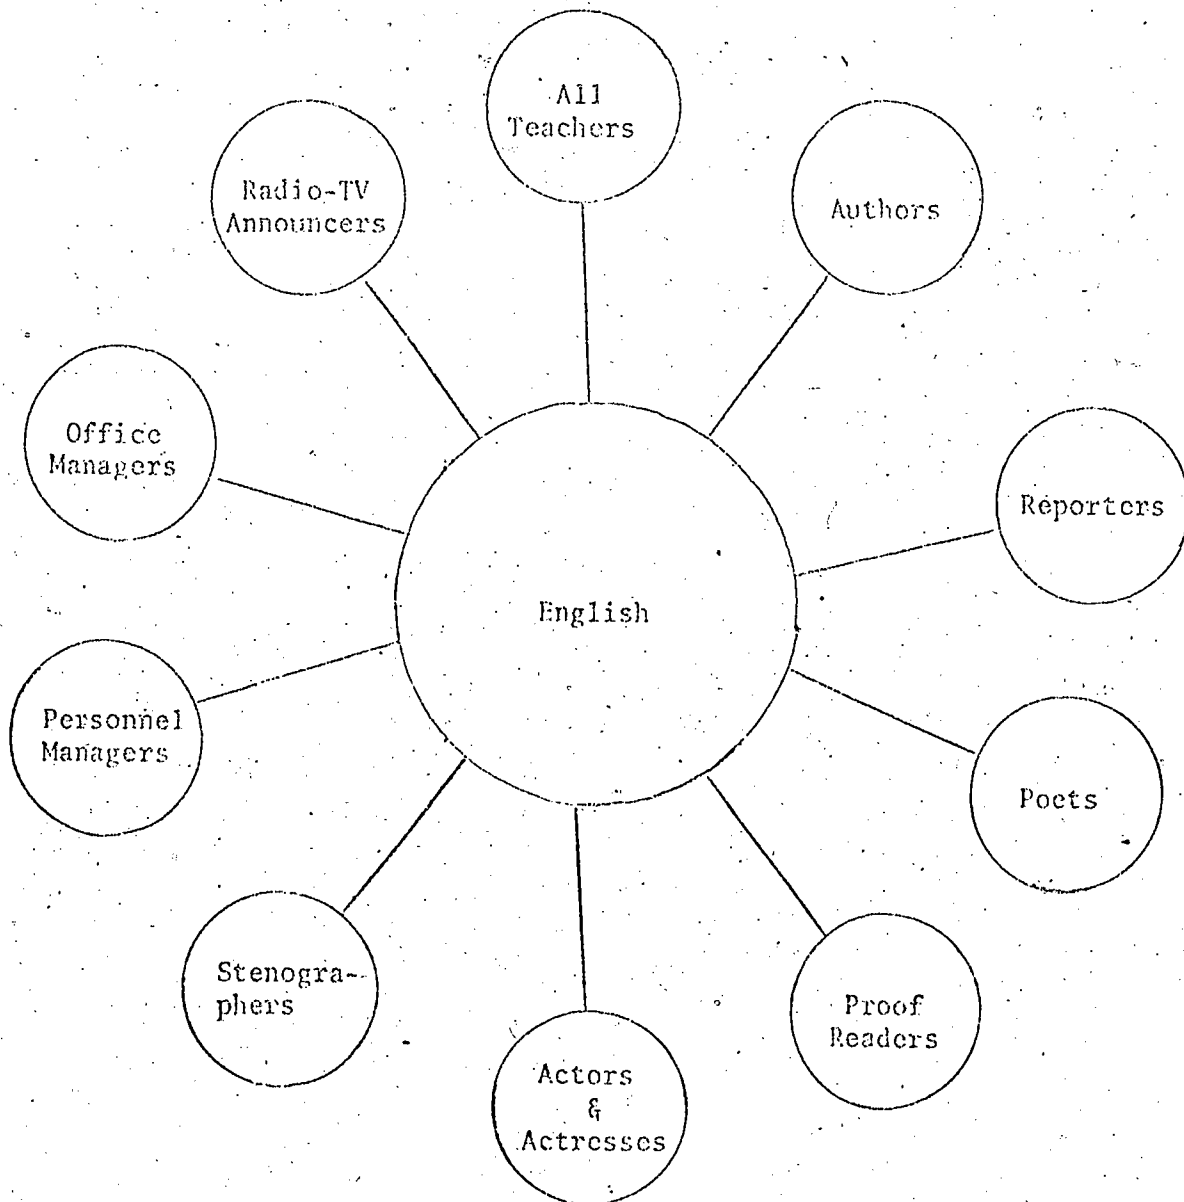 All
Teachers
Radio-TV
Announcers
Authors
Office
Managers
Reporters
English
Personnel
Managers
Poets
Stenogra-
phers
Proof
Readers
Actors
&
Actresses